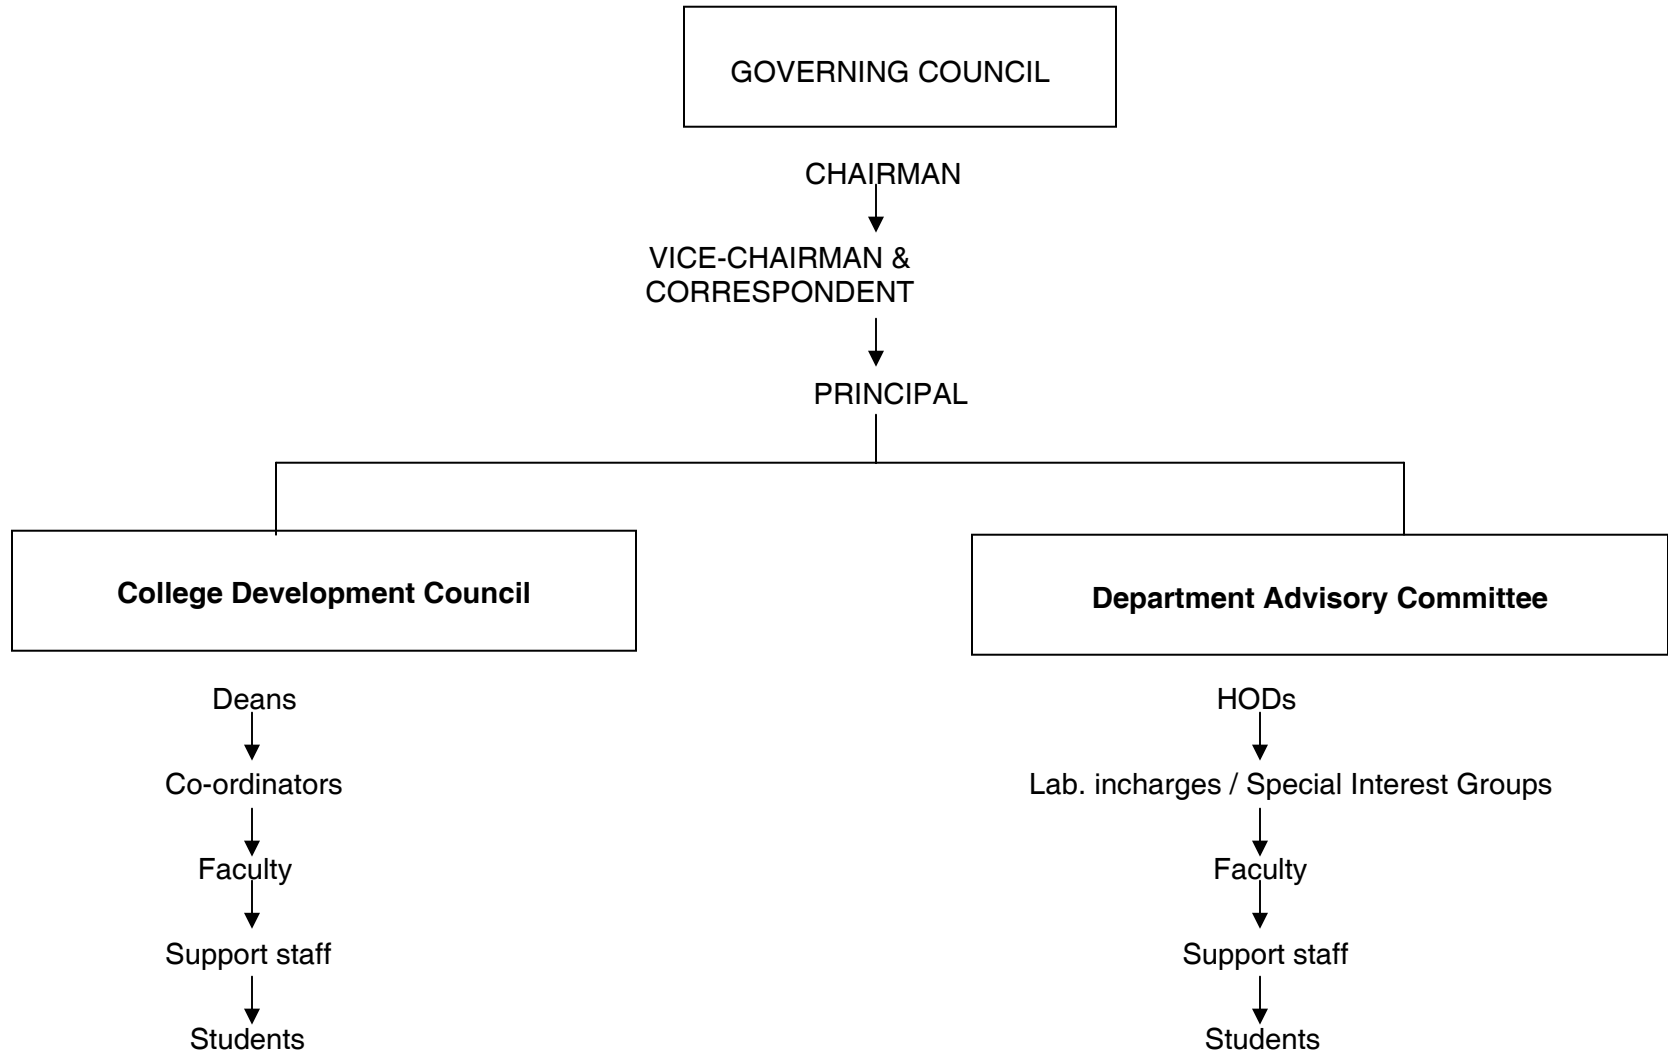 GOVERNING COUNCIL
CHAIRMAN
VICE-CHAIRMAN &
CORRESPONDENT
PRINCIPAL
College Development Council
Deans
Co-ordinators
Faculty
Support staff
Students
Department Advisory Committee
HODs
Lab. incharges / Special Interest Groups
Faculty
Support staff
Students